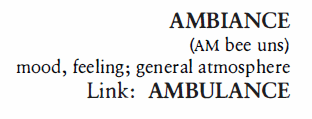 AMBIANCE
(AM bee uns)
mood, feeling; general atmosphere
Link: AMBULANCE